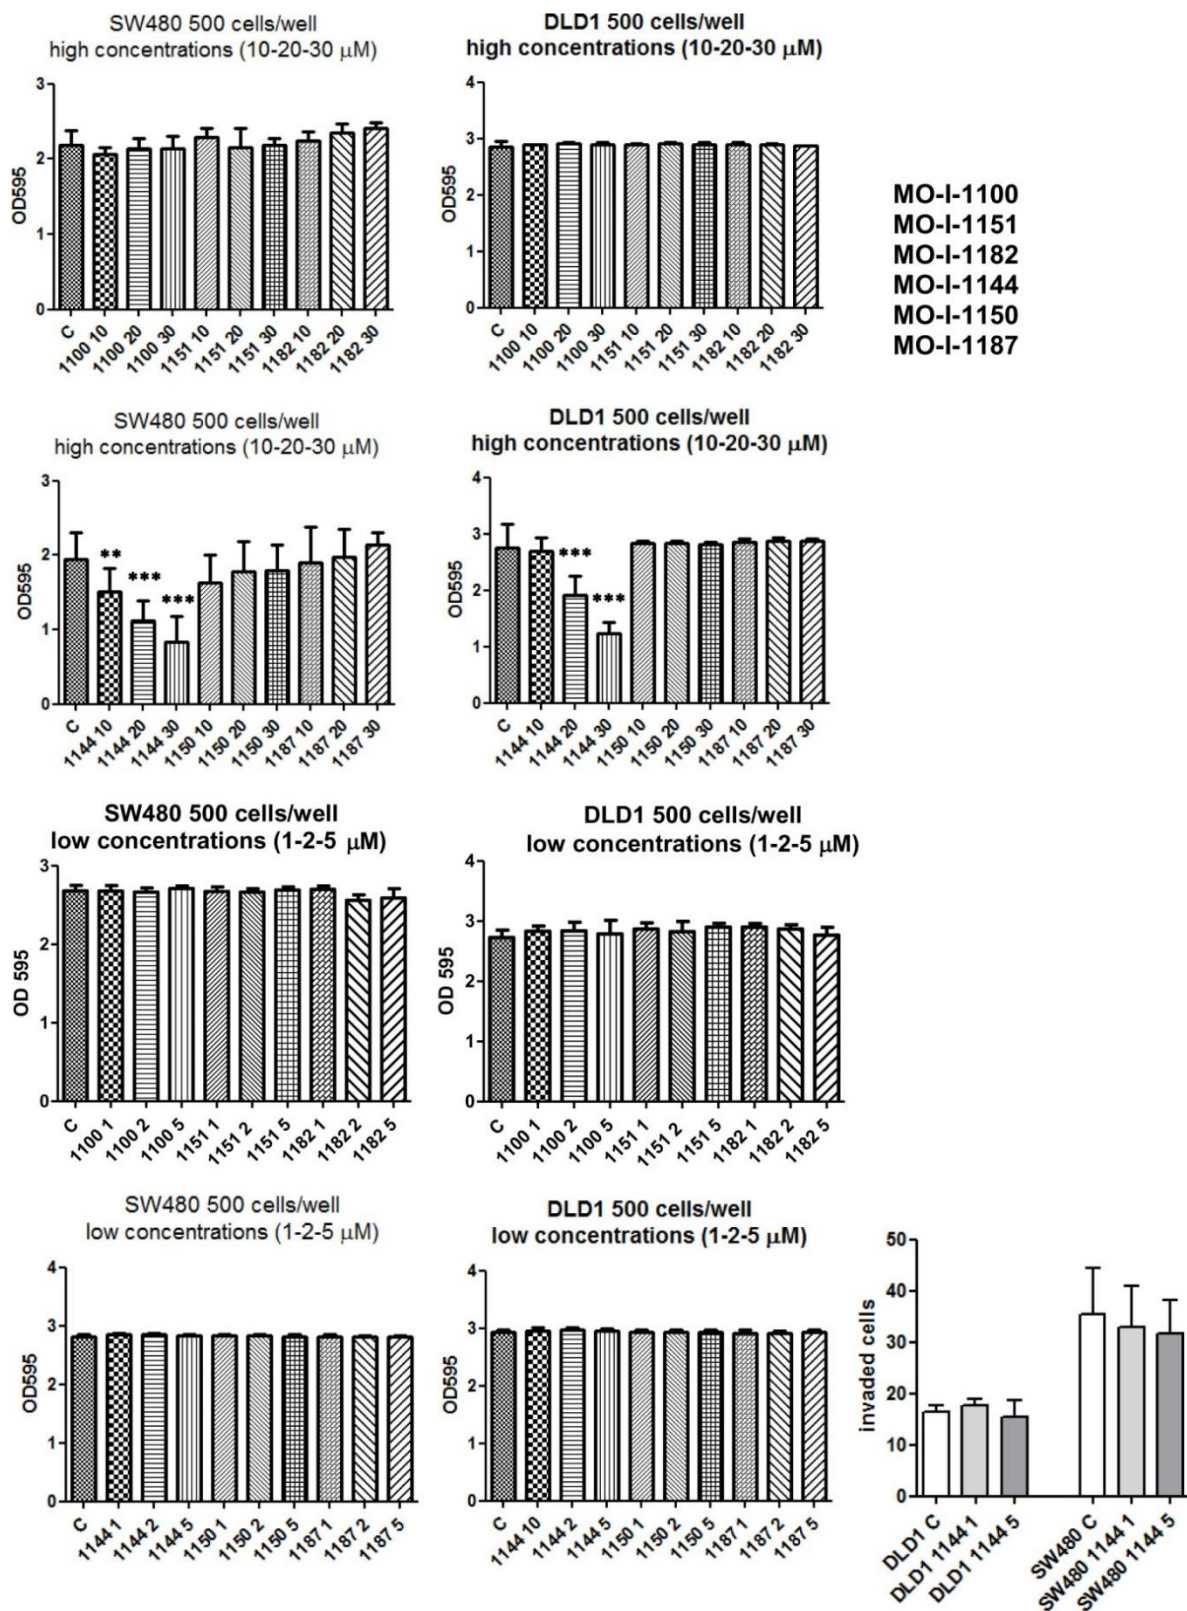 SW480 500 cells/well
high concentrations (10-20-30 μM)
3
2
1
0
OD595
C
1100 10
1100 20
1100 30
1151 10
1151 20
1151 30
1182 10
1182 20
1182 30
DLD1 500 cells/well
high concentrations (10-20-30 μM)
4
3
2
1
0
OD595
C
1100 10
1100 20
1100 30
1151 10
1151 20
1151 30
1182 10
1182 20
1182 30
MO-I-1100
MO-I-1151
MO-I-1182
MO-I-1144
MO-I-1150
MO-I-1187
SW480 500 cells/well
high concentrations (10-20-30 μM)
3
2
1
0
OD595
**
***
***
C
1144 10
1144 20
1144 30
1150 10
1150 20
1150 30
1187 10
1187 20
1187 30
DLD1 500 cells/well
high concentrations (10-20-30 μM)
4
3
2
1
0
OD595
***
***
C
1144 10
1144 20
1144 30
1150 10
1150 20
1150 30
1187 10
1187 20
1187 30
SW480 500 cells/well
low concentrations (1-2-5 μM)
3
2
1
0
OD 595
C
1100 1
1100 2
1100 5
1151 1
1151 2
1151 5
1182 1
1182 2
1182 5
DLD1 500 cells/well
low concentrations (1-2-5 μM)
4
3
2
1
0
OD 595
C
1100 1
1100 2
1100 5
1151 1
1151 2
1151 5
1182 1
1182 2
1182 5
SW480 500 cells/well
low concentrations (1-2-5 μM)
4
3
2
1
0
OD595
C
1144 1
1144 2
1144 5
1150 1
1150 2
1150 5
1187 1
1187 2
1187 5
DLD1 500 cells/well
low concentrations (1-2-5 μM)
4
3
2
1
0
OD595
C
1144 10
1144 2
1144 5
1150 1
1150 2
1150 5
1187 1
1187 2
1187 5
50
40
30
20
10
0
invaded cells
DLD1 C
DLD1 1144 1
DLD1 1144 5
SW480 C
SW480 1144 1
SW480 1144 5